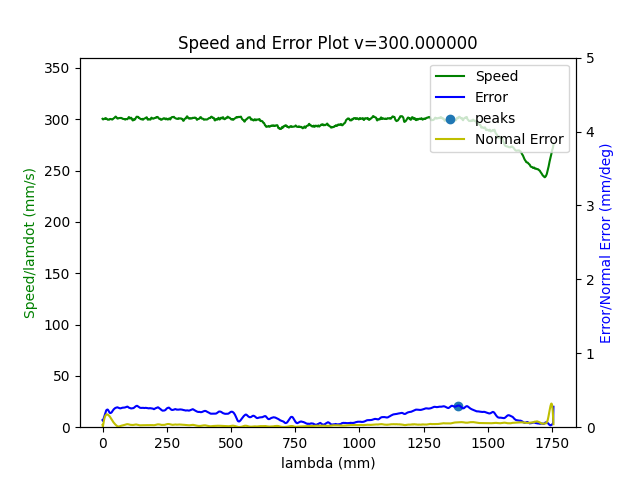 Speed and Error Plot v=300.000000
Speed
Error
peaks
Normal Error
350
300
250
200
150
100
50
0
Speed/lamdot (mm/s)
5
4
3
2
1
0
Error/Normal Error (mm/deg)
0 250 500 750 1000 1250 1500 1750
lambda (mm)